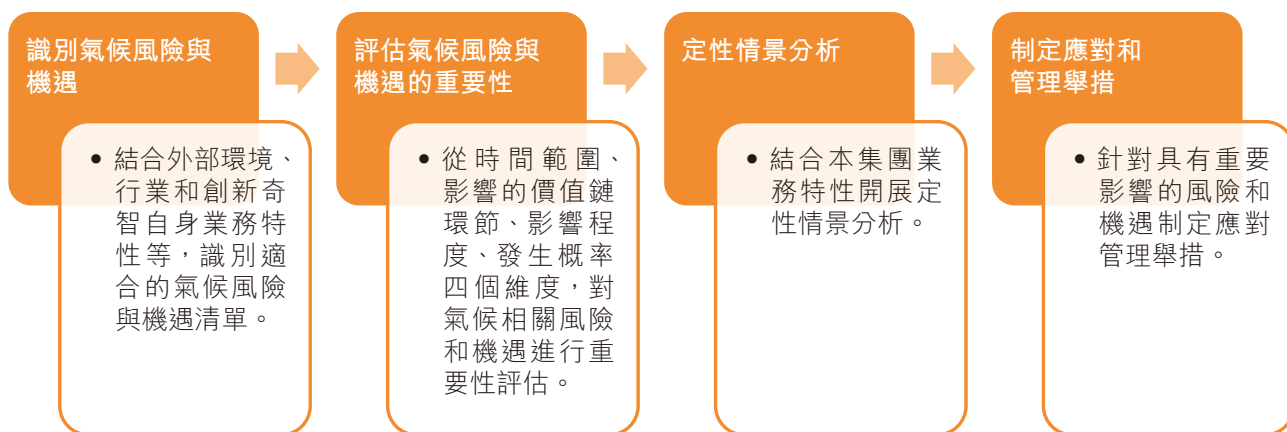 識別氣候風險與
機遇
• 結合外部環境、
行業和創新奇
智自身業務特
性等，識別適
合的氣候風險
與機遇清單。
評估氣候風險與
機遇的重要性
• 從時間範圍、
影響的價值鏈
環節、影響程
度、發生概率
四個維度，對
氣候相關風險
和機遇進行重
要性評估。
定性情景分析
• 結合本集團業
務特性開展定
性情景分析。
制定應對和
管理舉措
• 針對具有重要
影響的風險和
機遇制定應對
管理舉措。